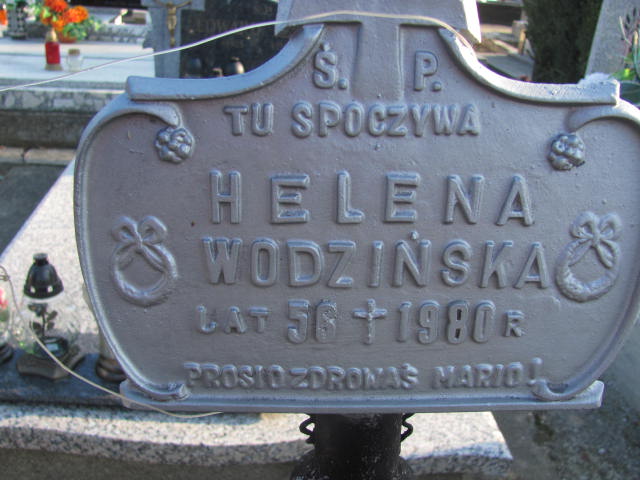 Ś. P.
TU SPOCZYWA
HELENA
WODZIŃSKA
LAT 56 † 1980 R
PROSI O ZDROWAŚ MARIO!